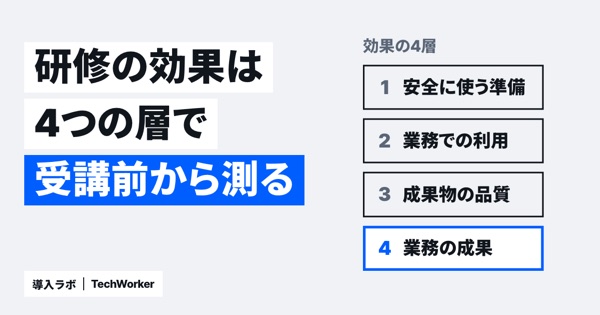 研修の効果は
4つの層で
受講前から測る
効果の4層
1 安全に使う準備
2 業務での利用
3 成果物の品質
4 業務の成果
導入ラボ | TechWorker